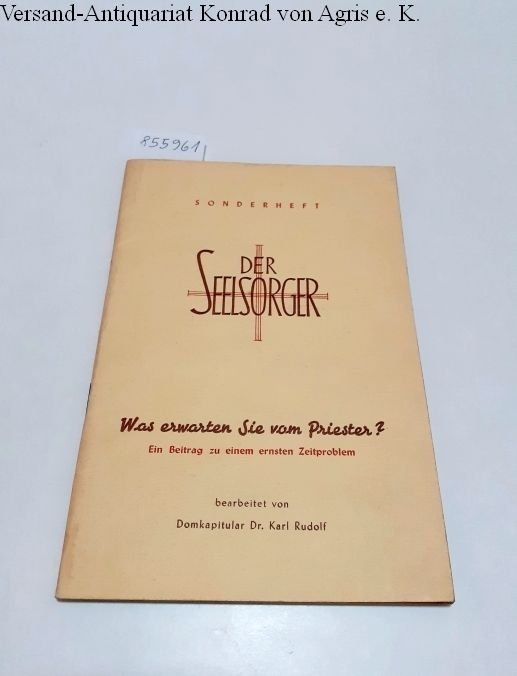 Versand-Antiquariat Konrad von Agris e. K.
855961
SONDERHEFT
DER
SEELSORGER
Was erwarten Sie vom Priester?
Ein Beitrag zu einem ernsten Zeitproblem
bearbeitet von
Domkapitular Dr. Karl Rudolf